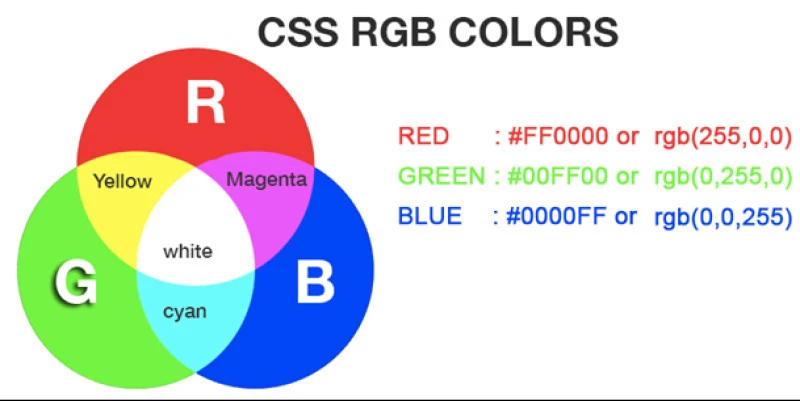 CSS RGB COLORS
R
Yellow
Magenta
white
G
B
cyan
RED : #FF0000 or rgb(255,0,0)
GREEN : #00FF00 or rgb(0,255,0)
BLUE : #0000FF or rgb(0,0,255)